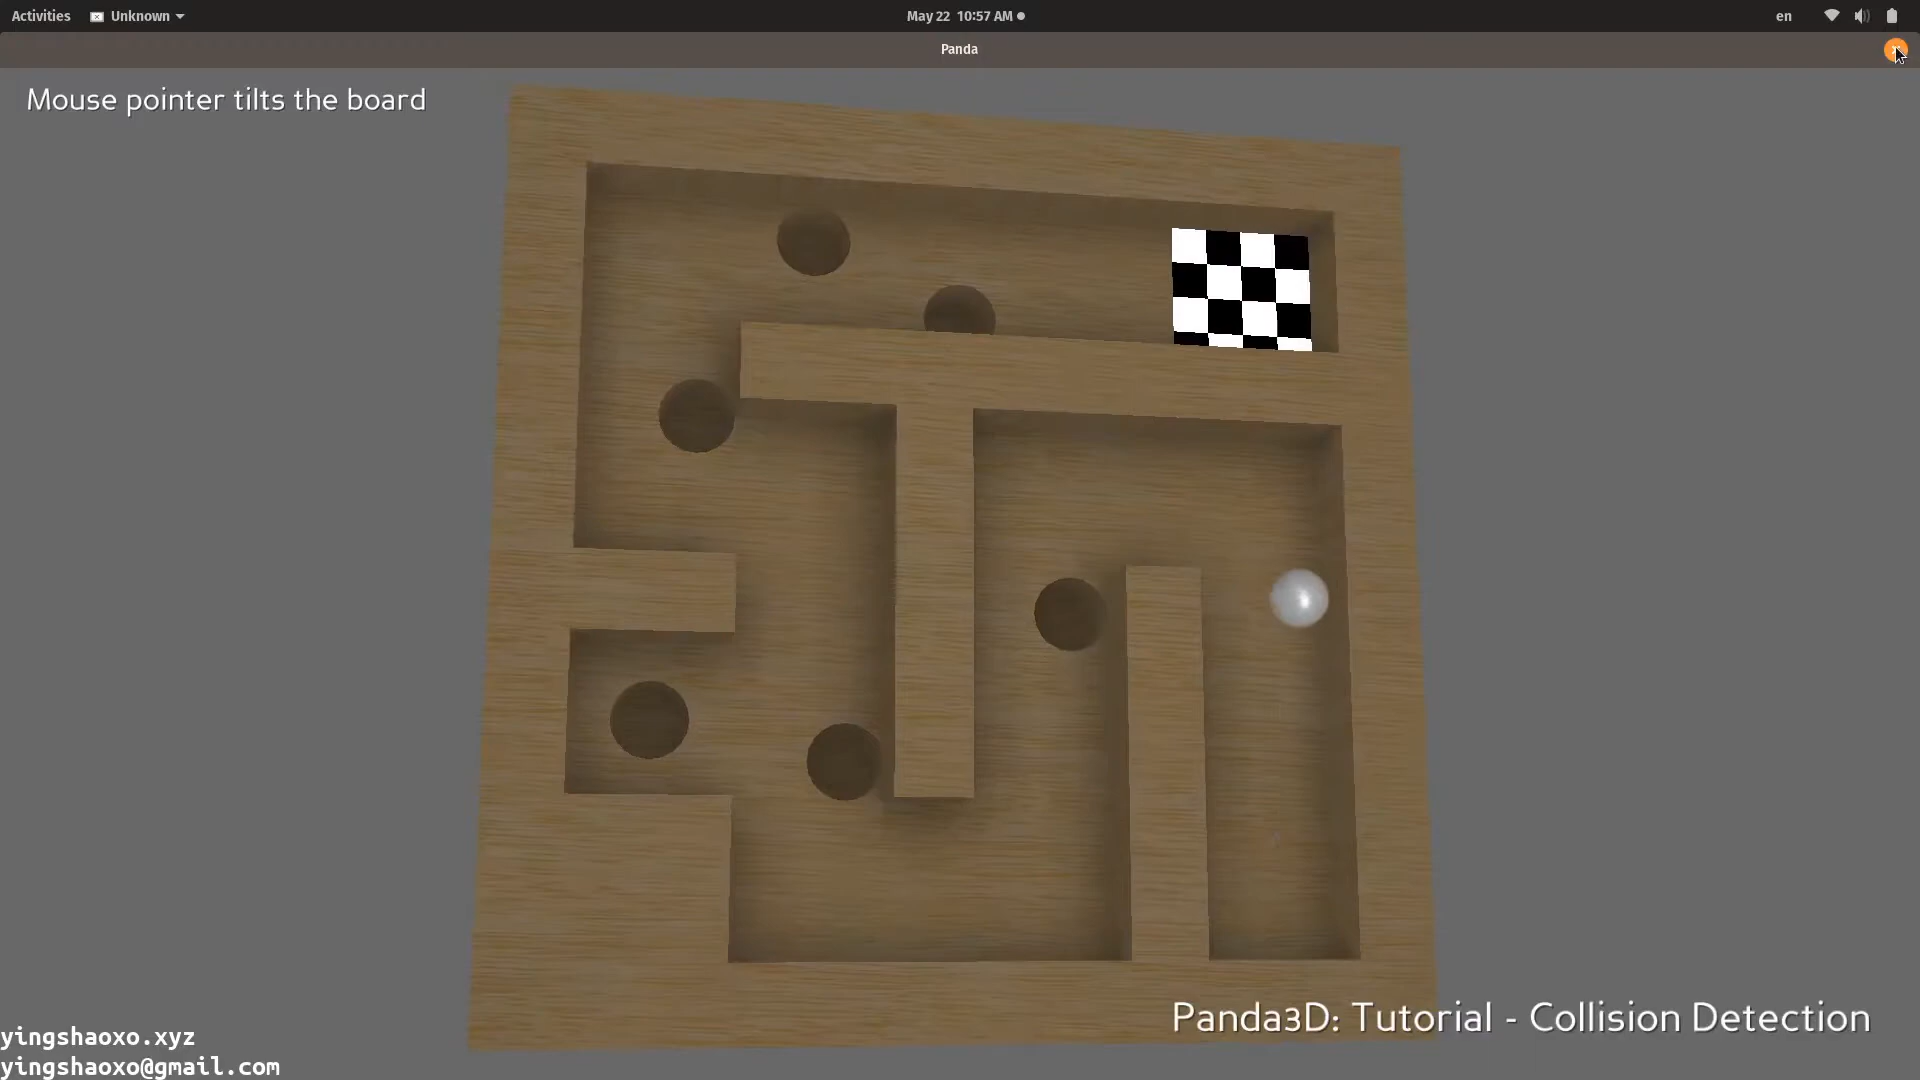 Activities
Unknown
May 22 10:57 AM
en
Panda
Mouse pointer tilts the board
Panda3D: Tutorial - Collision Detection
yingshaoxo.xyz
yingshaoxo@gmail.com